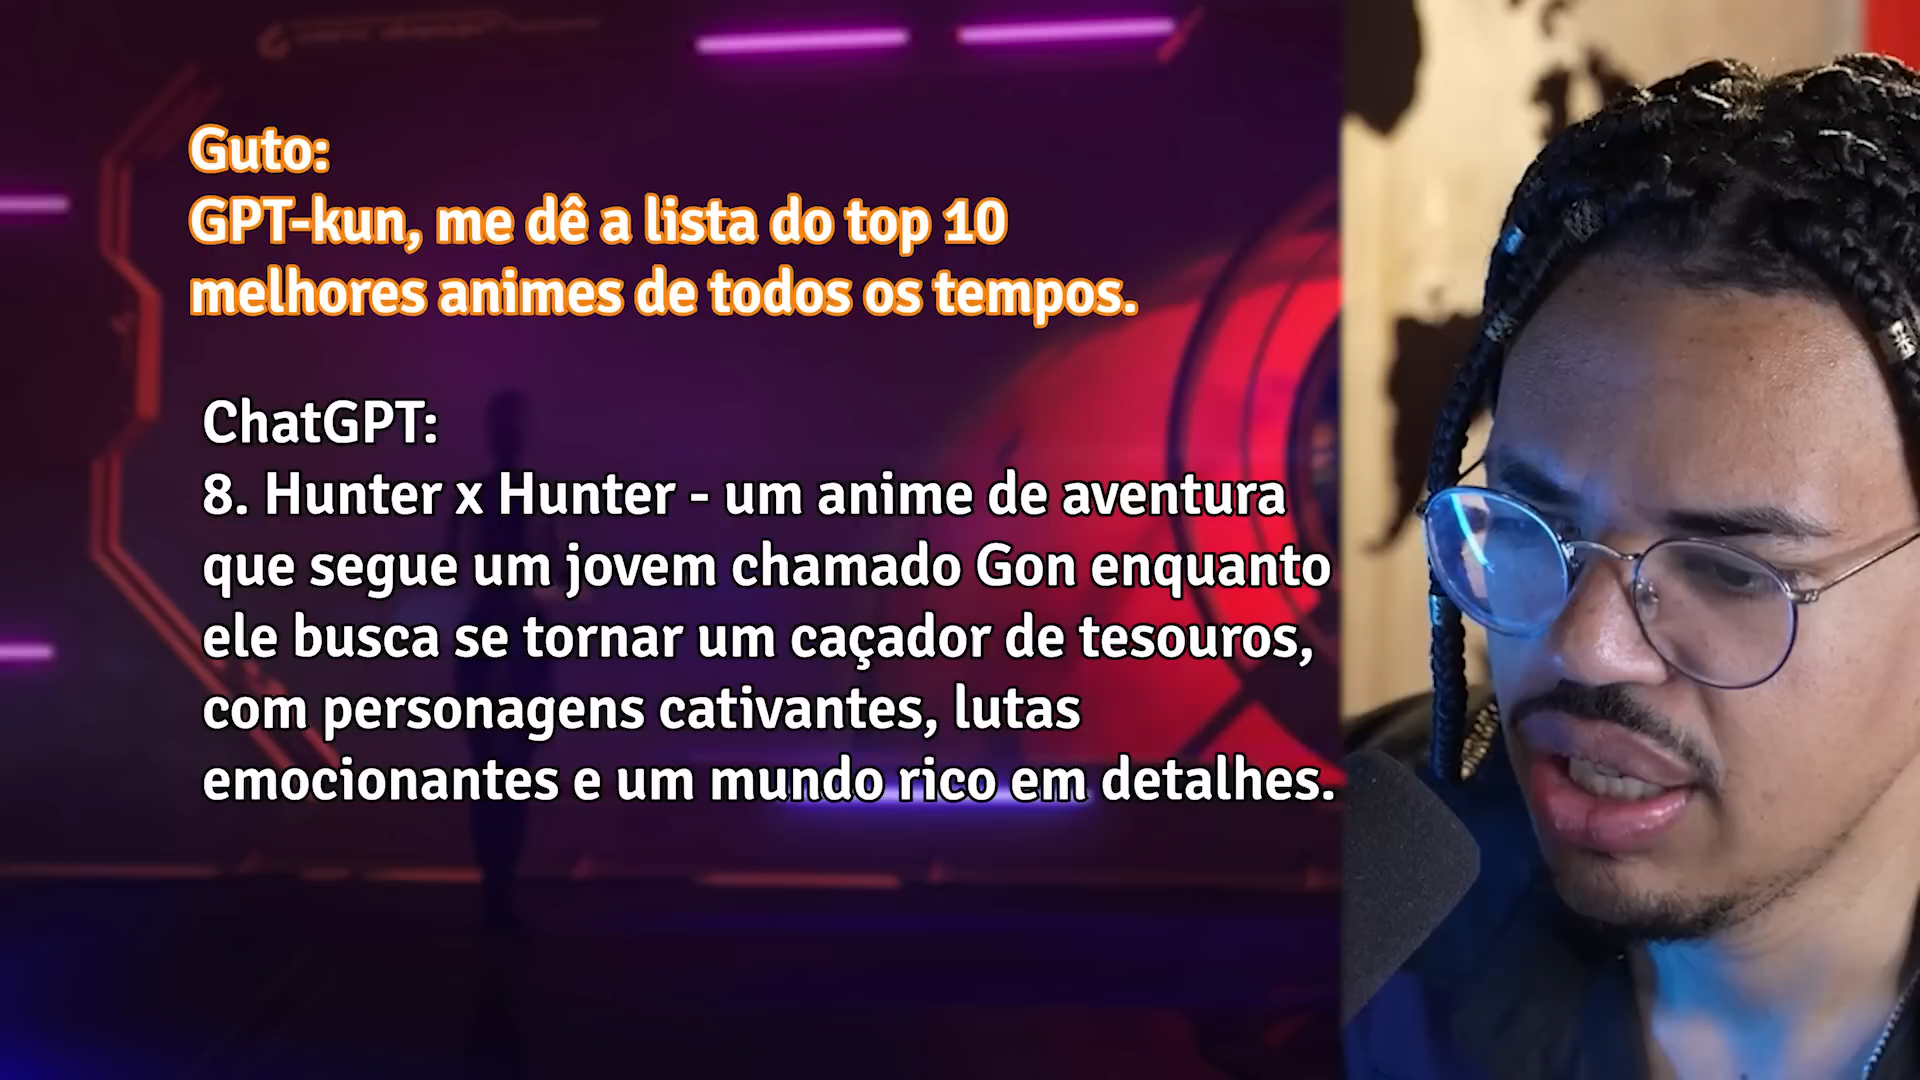 Guto:
GPT-kun, me dê a lista do top 10
melhores animes de todos os tempos.
ChatGPT:
8. Hunter x Hunter - um anime de aventura
que segue um jovem chamado Gon enquanto
ele busca se tornar um caçador de tesouros,
com personagens cativantes, lutas
emocionantes e um mundo rico em detalhes.